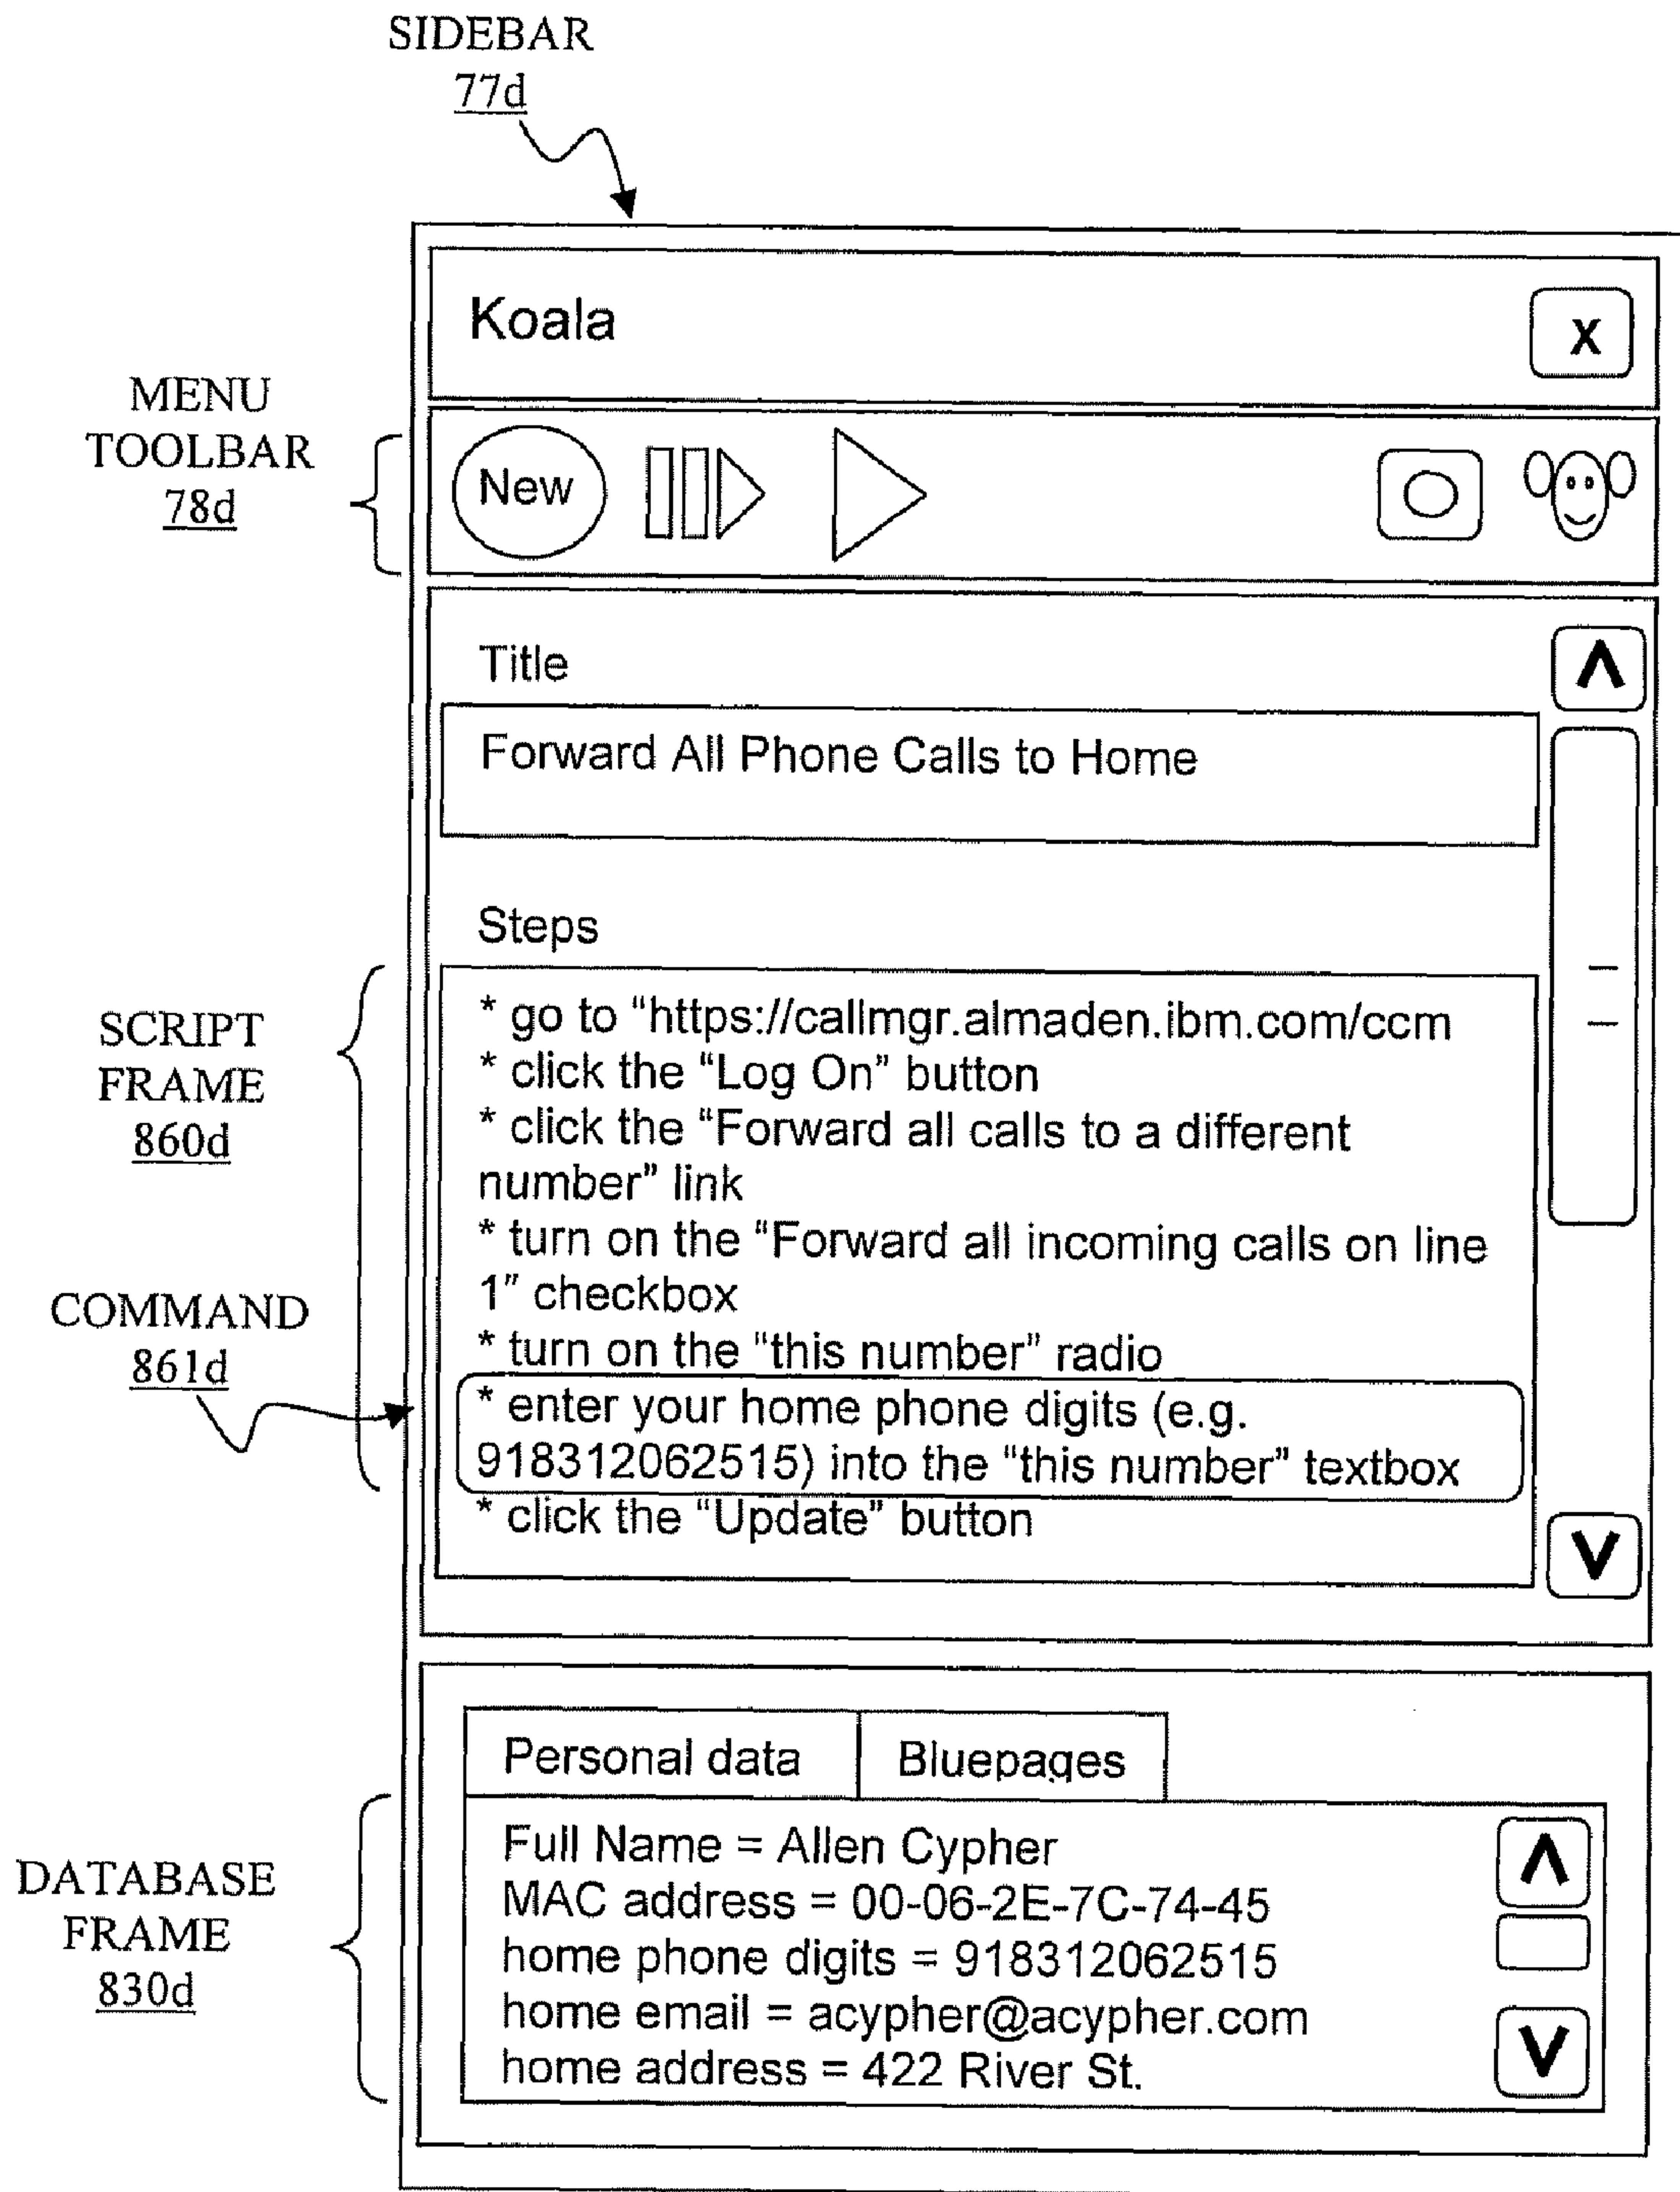 SIDEBAR
77d
Koala
X
MENU
TOOLBAR
78d
New
Title
Λ
Forward All Phone Calls to Home
Steps
SCRIPT
FRAME
860d
* go to “https://callmgr.almaden.ibm.com/ccm
* click the “Log On” button
* click the “Forward all calls to a different
number” link
* turn on the “Forward all incoming calls on line
1” checkbox
* turn on the “this number” radio
COMMAND
861d
* enter your home phone digits (e.g.
918312062515) into the “this number” textbox
* click the “Update” button
V
Personal data
Bluepages
DATABASE
FRAME
830d
Full Name = Allen Cypher
MAC address = 00-06-2E-7C-74-45
home phone digits = 918312062515
home email = acypher@acypher.com
home address = 422 River St.
Λ
V